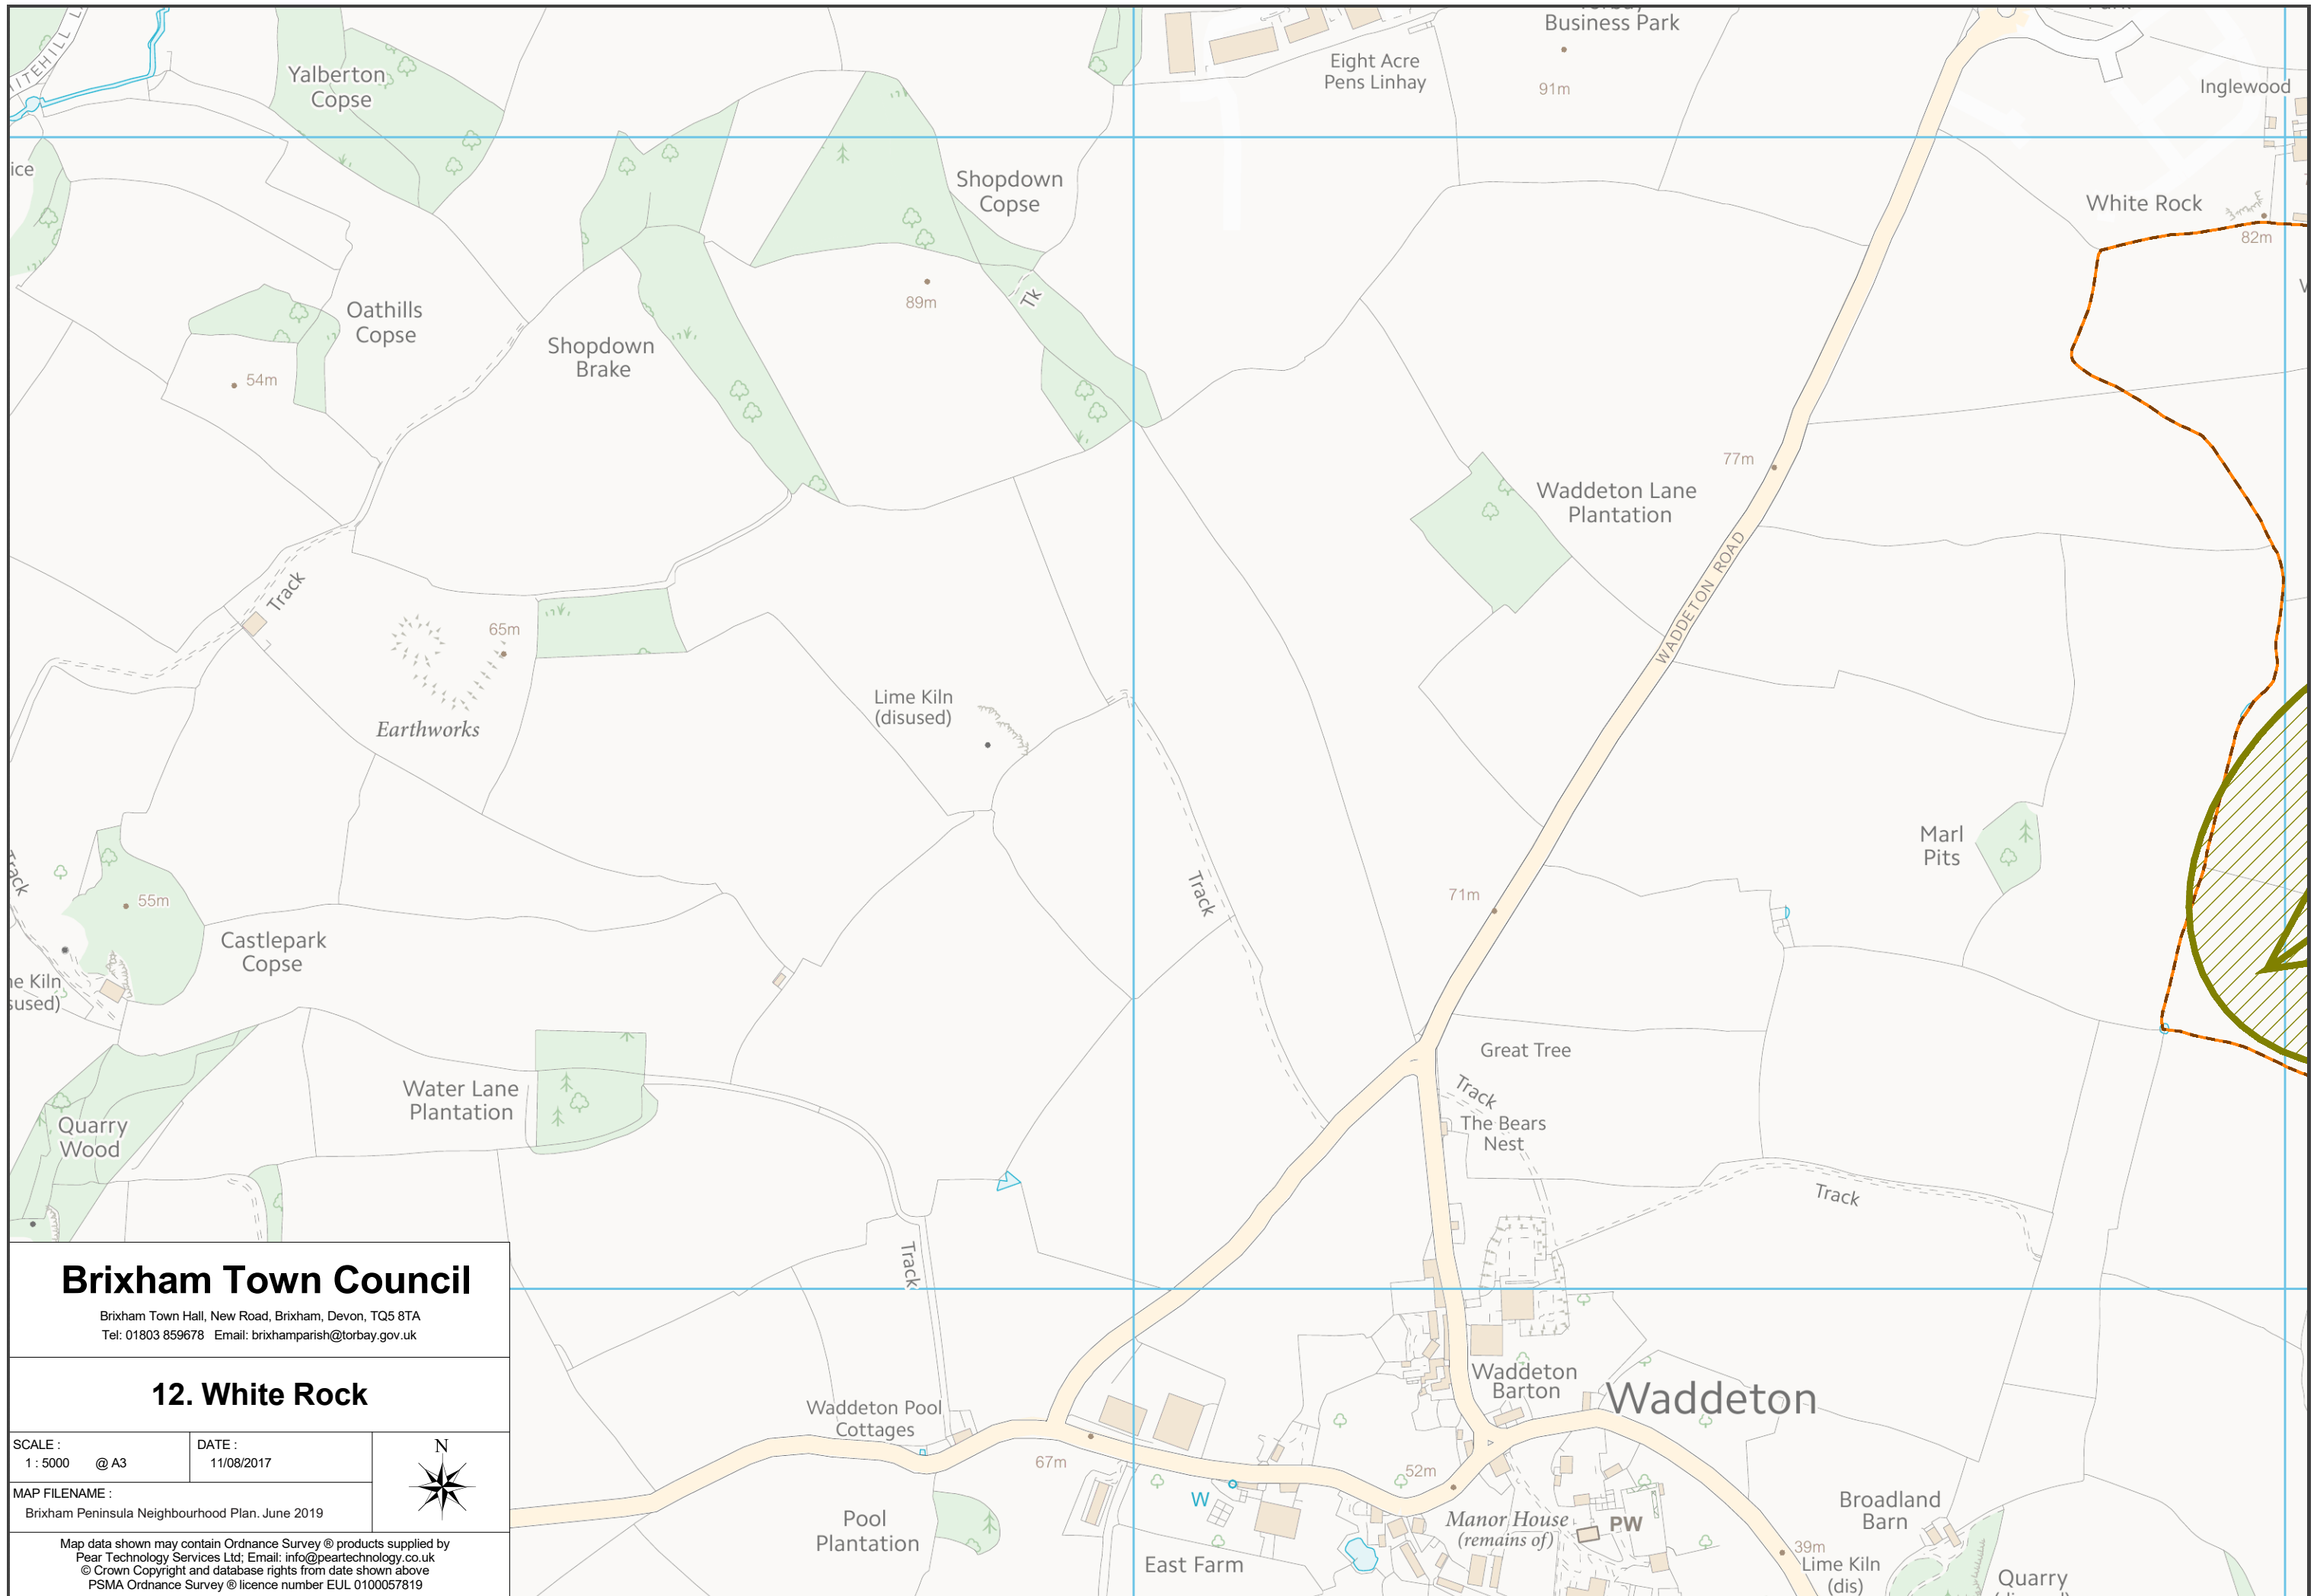 Torbay
Business Park
Park
ITEHILL L
Yalberton
Copse
Eight Acre
Pens Linhay
91m
Inglewood
ice
Shopdown
Copse
White Rock
82m
Oathills
Copse
89m
Tk
Shopdown
Brake
54m
77m
Waddeton Lane
Plantation
WADDETON ROAD
Track
65m
Earthworks
Lime Kiln
(disused)
Marl
Pits
Track
55m
Track
71m
Castlepark
Copse
ne Kiln
sused)
Great Tree
Water Lane
Plantation
Track
The Bears
Nest
Quarry
Wood
Track
Track
Brixham Town Council
Brixham Town Hall, New Road, Brixham, Devon, TQ5 8TA
Tel: 01803 859678 Email: brixhamparish@torbay.gov.uk
12. White Rock
SCALE :
1 : 5000 @ A3
DATE :
11/08/2017
N
MAP FILENAME :
Brixham Peninsula Neighbourhood Plan. June 2019
Map data shown may contain Ordnance Survey ® products supplied by
Pear Technology Services Ltd; Email: info@peartechnology.co.uk
© Crown Copyright and database rights from date shown above
PSMA Ordnance Survey ® licence number EUL 0100057819
Waddeton
Barton
Waddeton
Waddeton Pool
Cottages
67m
52m
W
Pool
Plantation
Manor House
(remains of)
PW
Broadland
Barn
39m
East Farm
Lime Kiln
(dis)
Quarry